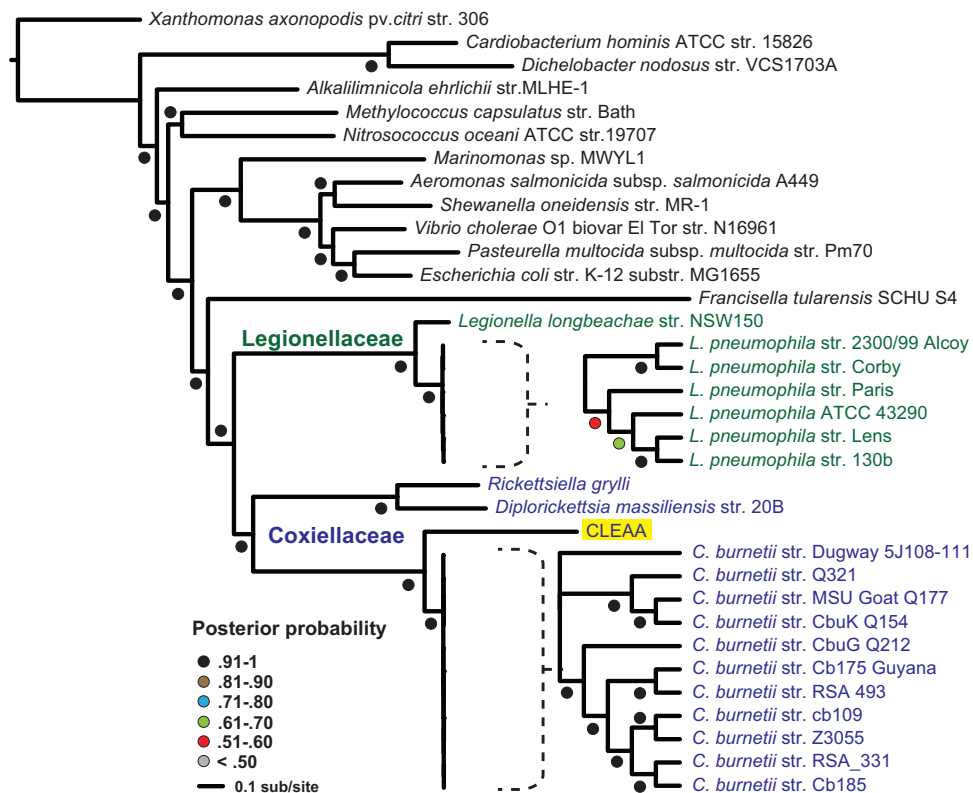 Xanthomonas axonopodis pv.citri str. 306
Cardiobacterium hominis ATCC str. 15826
Dichelobacter nodosus str. VCS1703A
Alkalilimnicola ehrlichii str.MLHE-1
Methylococcus capsulatus str. Bath
Nitrosococcus oceani ATCC str.19707
Marinomonas sp. MWYL1
Aeromonas salmonicida subsp. salmonicida A449
Shewanella oneidensis str. MR-1
Vibrio cholerae O1 biovar El Tor str. N16961
Pasteurella multocida subsp. multocida str. Pm70
Escherichia coli str. K-12 substr. MG1655
Francisella tularensis SCHU S4
Legionellaceae
Legionella longbeachae str. NSW150
L. pneumophila str. 2300/99 Alcoy
L. pneumophila str. Corby
L. pneumophila str. Paris
L. pneumophila ATCC 43290
L. pneumophila str. Lens
L. pneumophila str. 130b
Rickettsiella grylli
Diplorickettsia massiliensis str. 20B
Coxiellaceae
CLEAA
C. burnetii str. Dugway 5J108-111
C. burnetii str. Q321
C. burnetii str. MSU Goat Q177
C. burnetii str. CbuK Q154
C. burnetii str. CbuG Q212
C. burnetii str. Cb175 Guyana
C. burnetii str. RSA 493
C. burnetii str. cb109
C. burnetii str. Z3055
C. burnetii str. RSA_331
C. burnetii str. Cb185
Posterior probability
.91-1
.81-.90
.71-.80
.61-.70
.51-.60
< .50
0.1 sub/site